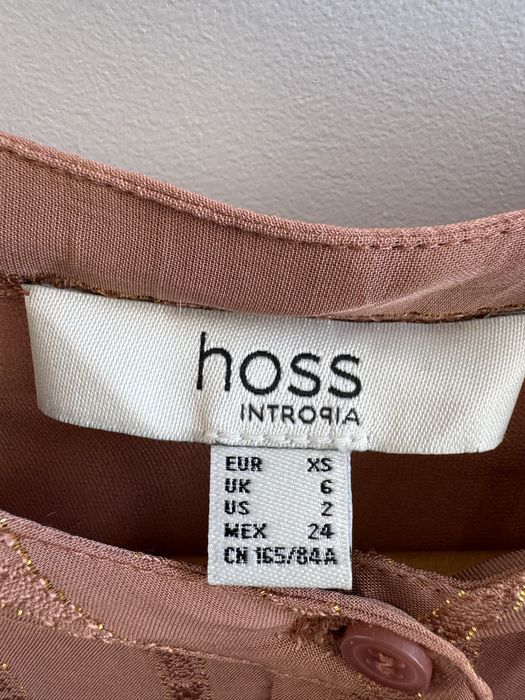 hoss
INTROPIA
EUR XS
UK 6
US 2
MEX 24
CN 165/84A